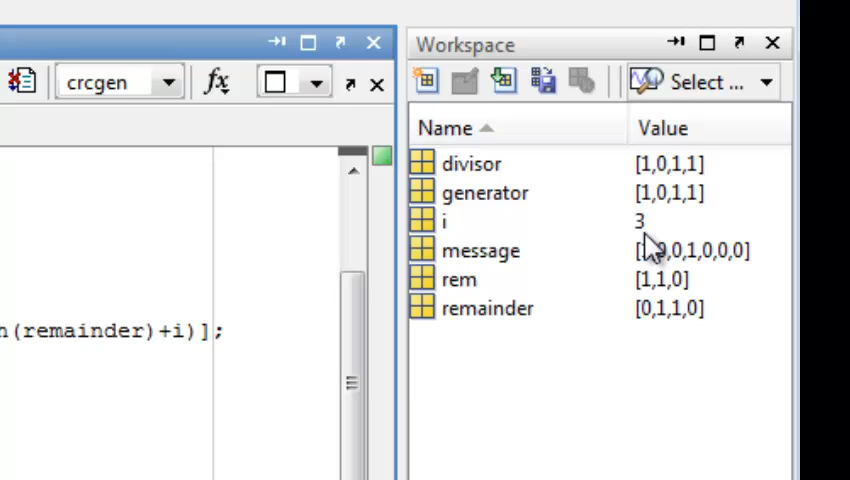 Workspace
crcgen
fx
Select ...
Name Value
divisor [1,0,1,1]
generator [1,0,1,1]
i 3
message 0,1,0,0,0]
rem [1,1,0]
remainder [0,1,1,0]
(remainder)+i)];